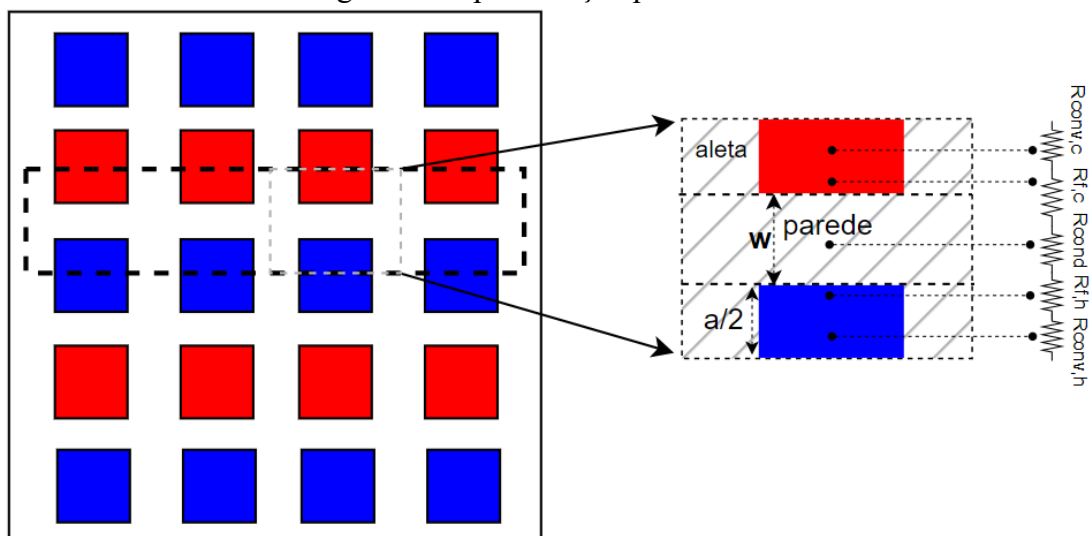 aleta
parede
w
a/2
Rconv,c
Rf,c
Rcond
Rf,h
Rconv,h